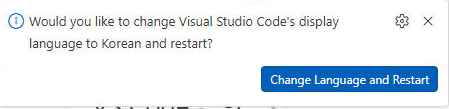 Would you like to change Visual Studio Code's display
language to Korean and restart?
Change Language and Restart